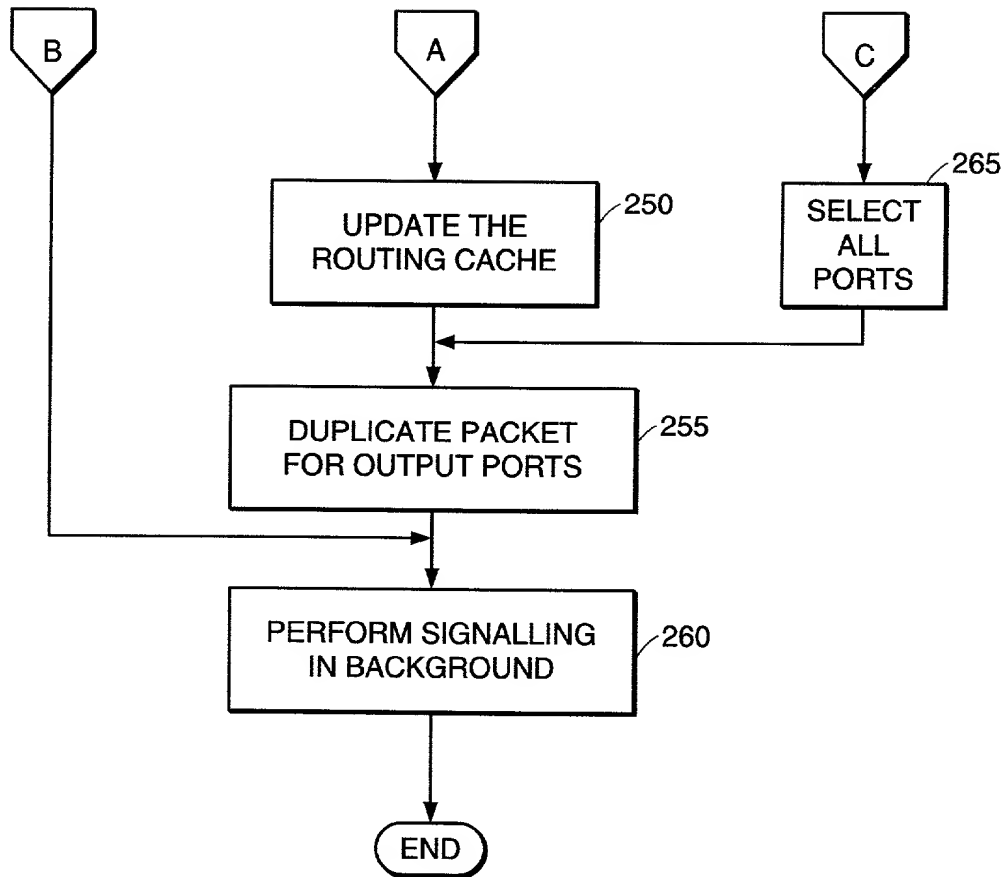 B
A
C
265
SELECT
ALL
PORTS
250
UPDATE THE
ROUTING CACHE
255
DUPLICATE PACKET
FOR OUTPUT PORTS
260
PERFORM SIGNALLING
IN BACKGROUND
END